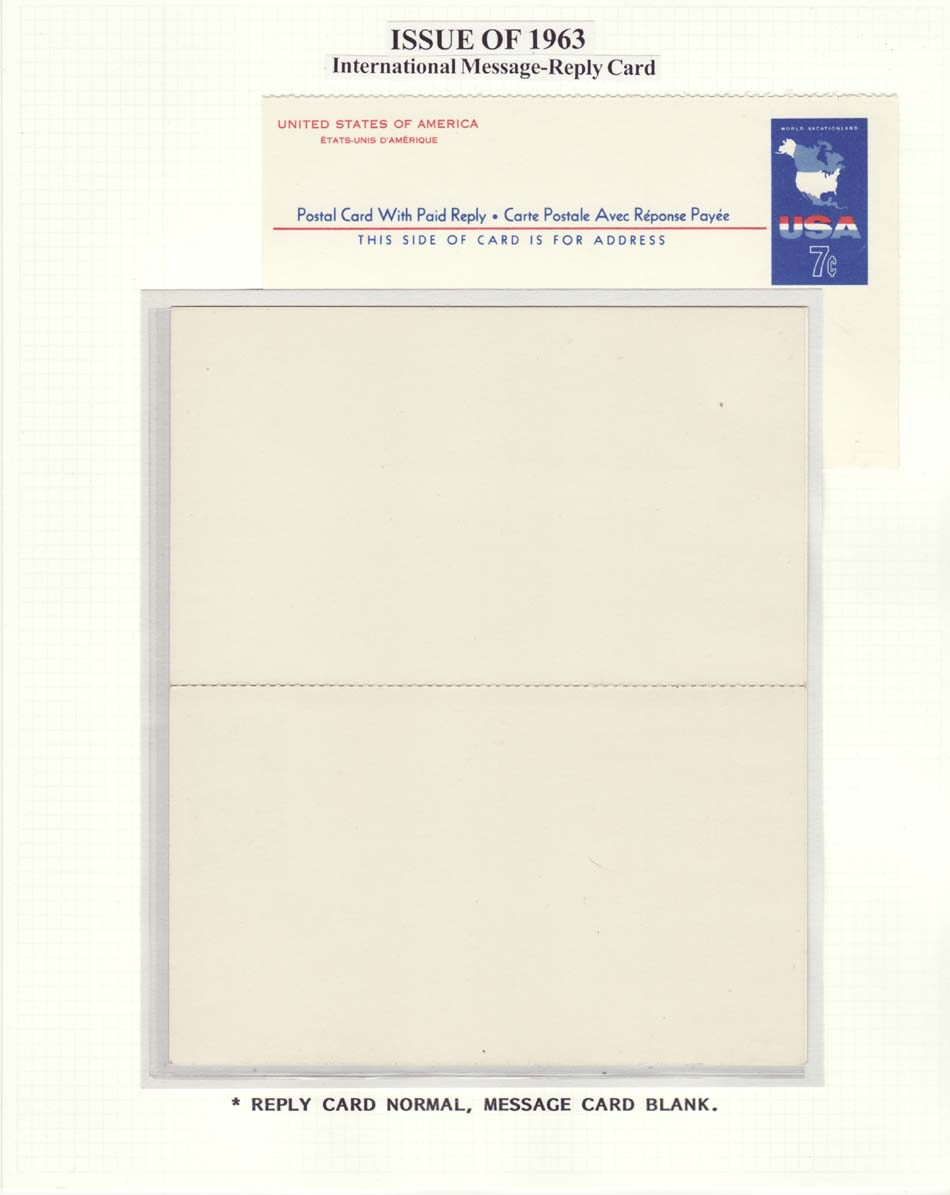 ISSUE OF 1963
International Message-Reply Card
UNITED STATES OF AMERICA
ÉTATS-UNIS D'AMÉRIQUE
WORLD VACATIONLAND
USA
7¢
Postal Card With Paid Reply • Carte Postale Avec Réponse Payée
THIS SIDE OF CARD IS FOR ADDRESS
* REPLY CARD NORMAL, MESSAGE CARD BLANK.